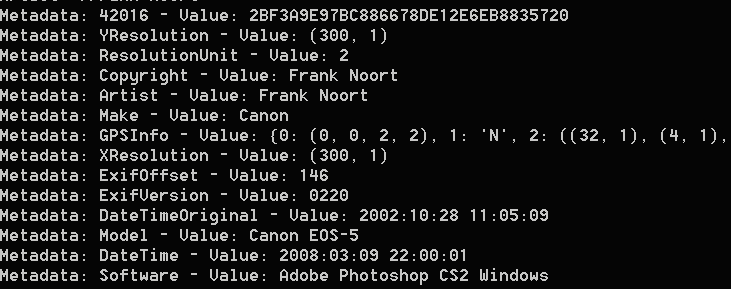 Metadata: 42016 - Value: 2BF3A9E97BC886678DE12E6EB8835720
Metadata: YResolution - Value: (300, 1)
Metadata: ResolutionUnit - Value: 2
Metadata: Copyright - Value: Frank Noort
Metadata: Artist - Value: Frank Noort
Metadata: Make - Value: Canon
Metadata: GPSInfo - Value: {0: (0, 0, 2, 2), 1: 'N', 2: ((32, 1), (4, 1),
Metadata: XResolution - Value: (300, 1)
Metadata: ExifOffset - Value: 146
Metadata: ExifVersion - Value: 0220
Metadata: DateTimeOriginal - Value: 2002:10:28 11:05:09
Metadata: Model - Value: Canon EOS-5
Metadata: DateTime - Value: 2008:03:09 22:00:01
Metadata: Software - Value: Adobe Photoshop CS2 Windows